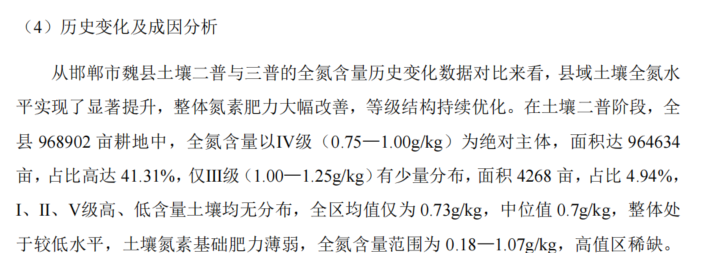 （4）历史变化及成因分析
从邯郸市魏县土壤二普与三普的全氮含量历史变化数据对比来看，县域土壤全氮水
平实现了显著提升，整体氮素肥力大幅改善，等级结构持续优化。在土壤二普阶段，全
县 968902 亩耕地中，全氮含量以Ⅳ级（0.75—1.00g/kg）为绝对主体，面积达 964634
亩，占比高达 41.31%，仅Ⅲ级（1.00—1.25g/kg）有少量分布，面积 4268 亩，占比 4.94%，
Ⅰ、Ⅱ、Ⅴ级高、低含量土壤均无分布，全区均值仅为 0.73g/kg，中位值 0.7g/kg，整体处
于较低水平，土壤氮素基础肥力薄弱，全氮含量范围为 0.18—1.07g/kg，高值区稀缺。